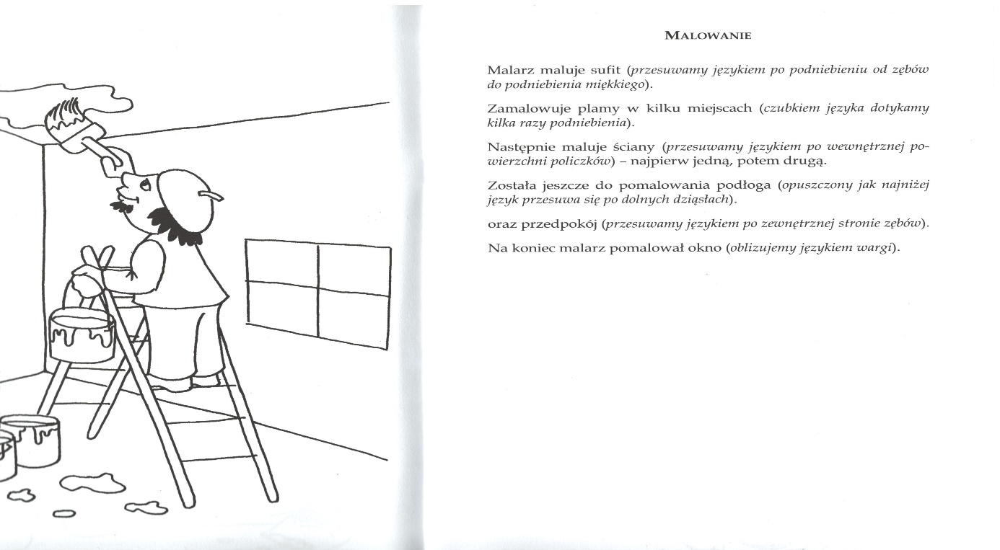 MALOWANIE
Malarz maluje sufit (przesuwamy językiem po podniebieniu od zębów
do podniebienia miękkiego).
Zamalowuje plamy w kilku miejscach (czubkiem języka dotykamy
kilka razy podniebienia).
Następnie maluje ściany (przesuwamy językiem po wewnętrznej po-
wierzchni policzków) – najpierw jedną, potem drugą.
Została jeszcze do pomalowania podłoga (opuszczony jak najniżej
język przesuwa się po dolnych dziąsłach).
oraz przedpokój (przesuwamy językiem po zewnętrznej stronie zębów).
Na koniec malarz pomalował okno (oblizujemy językiem wargi).